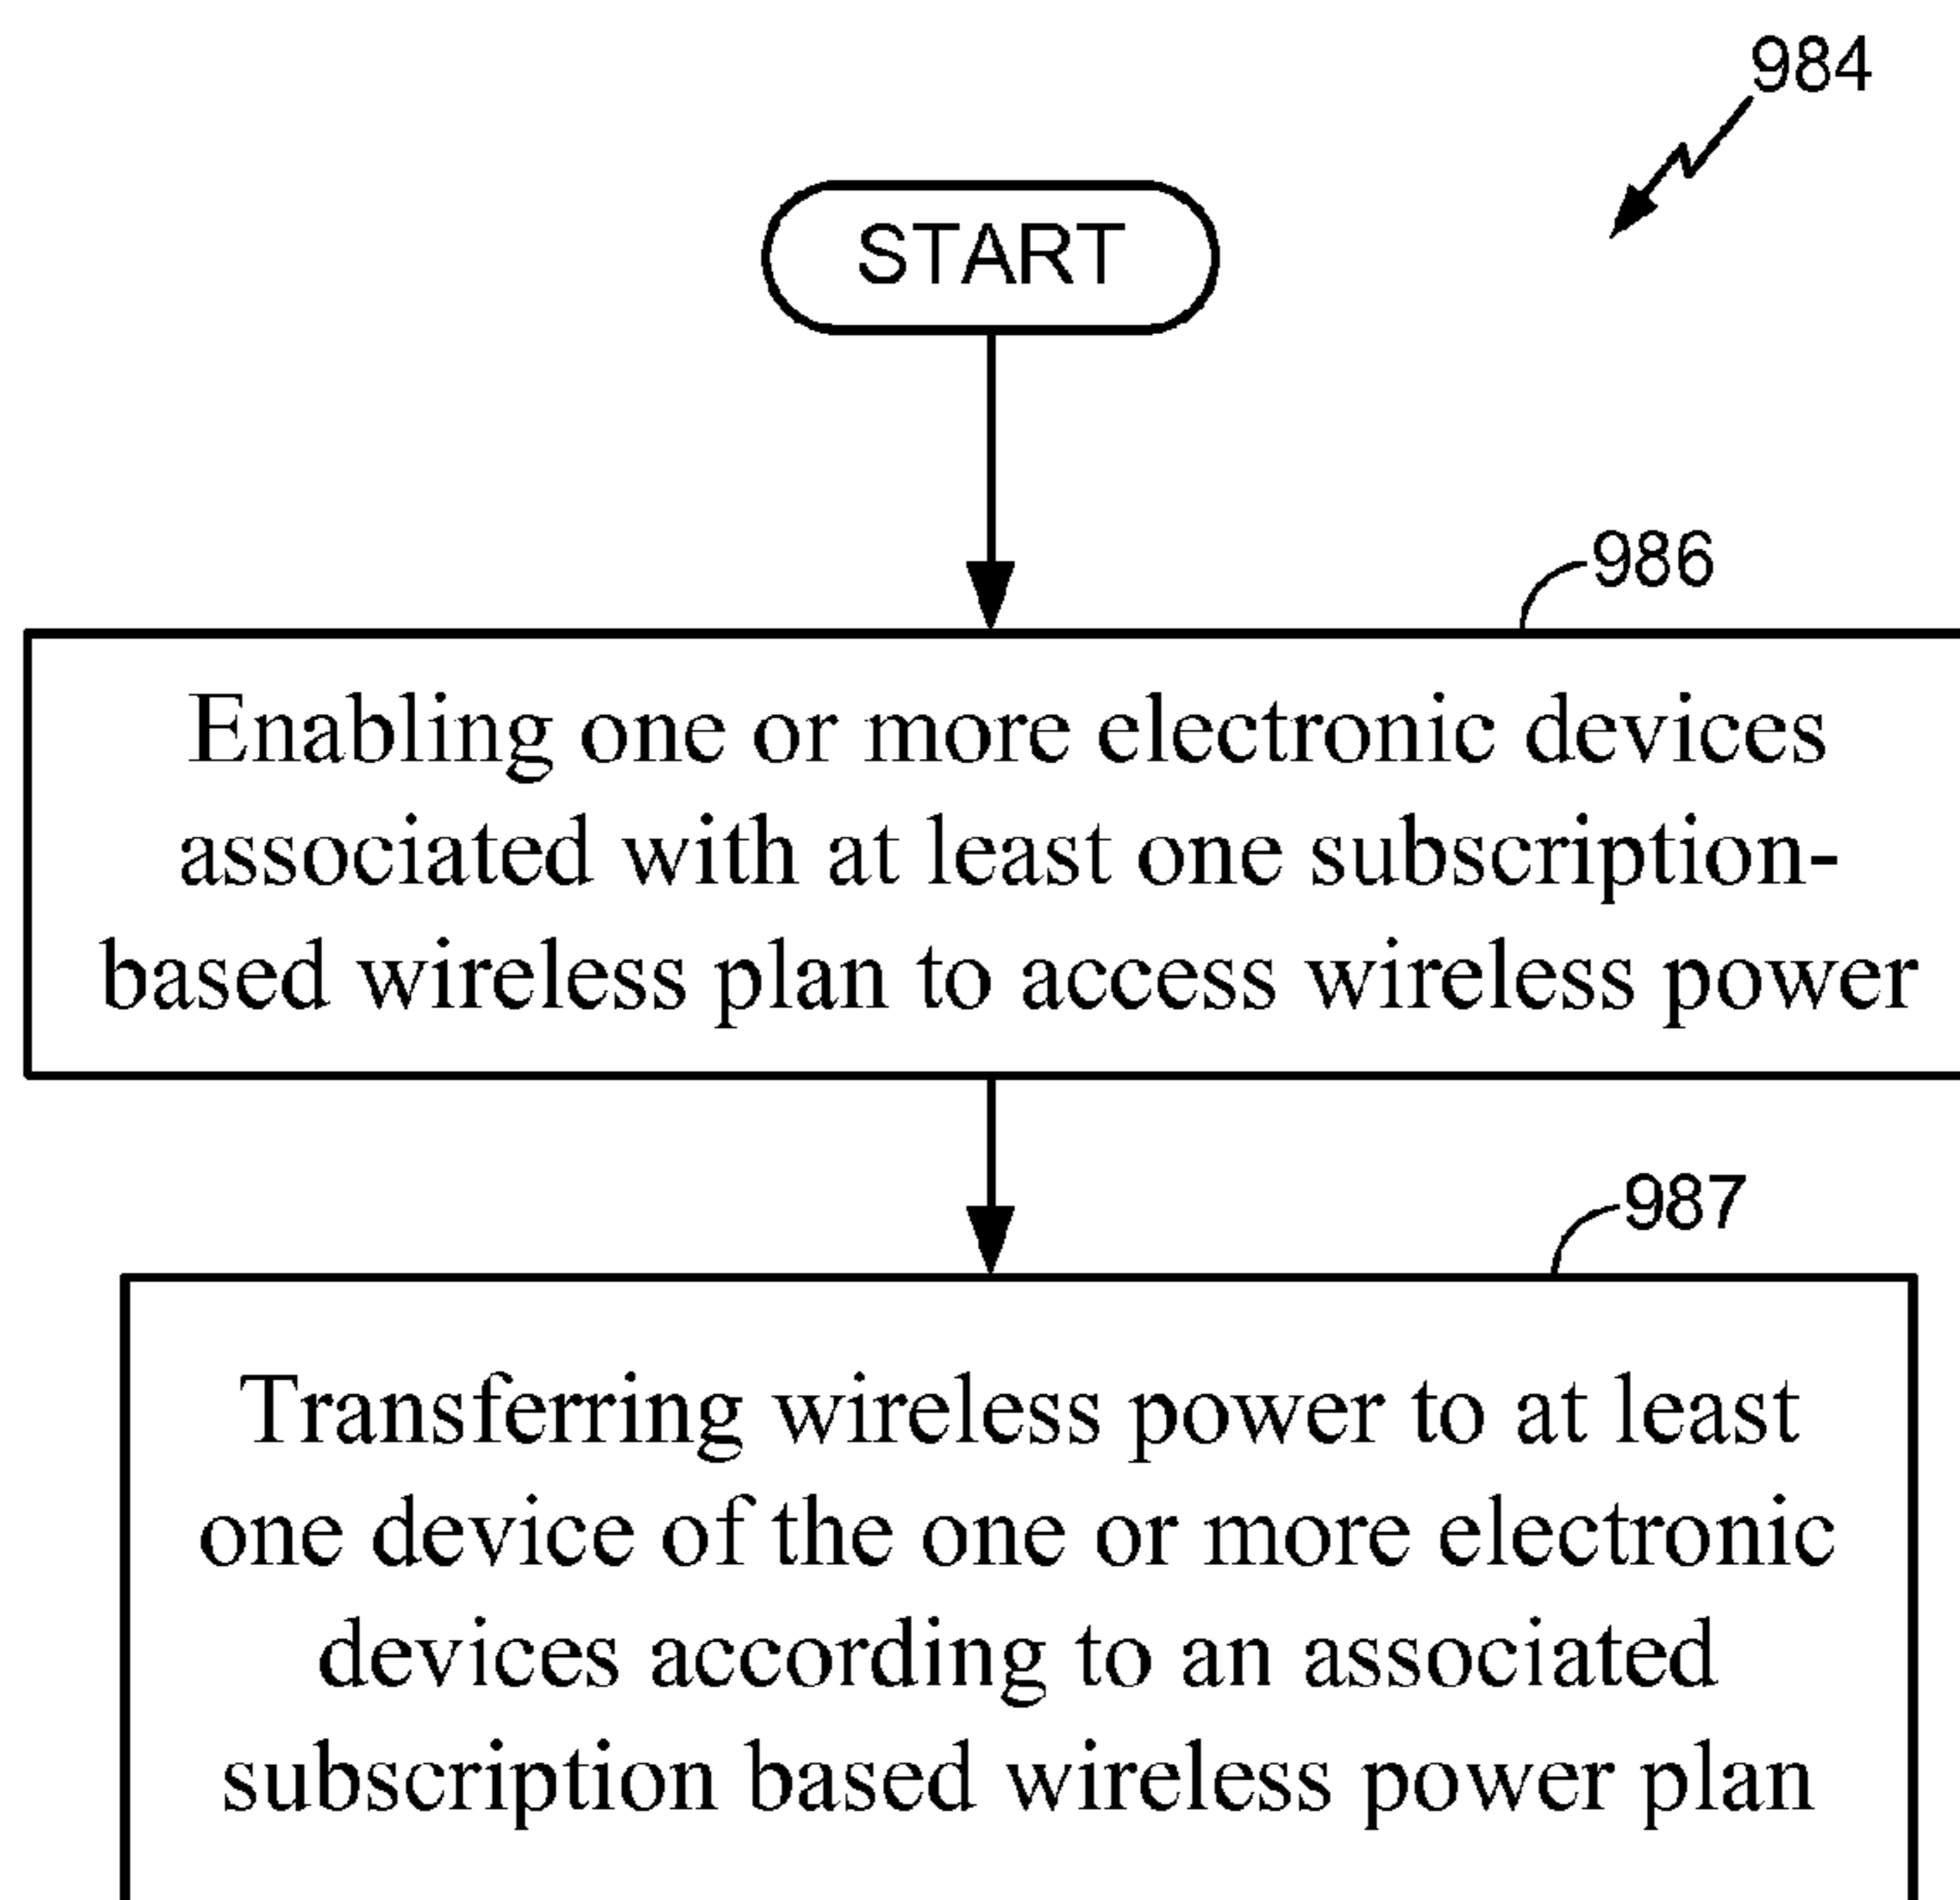 984
START
986
Enabling one or more electronic devices
associated with at least one subscription-
based wireless plan to access wireless power
987
Transferring wireless power to at least
one device of the one or more electronic
devices according to an associated
subscription based wireless power plan